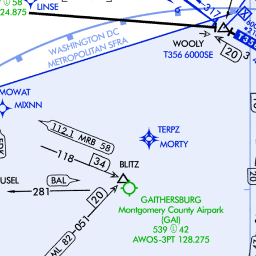 58
24.875
LINSE
317
WASHINGTON DC
METROPOLITAN SFRA
WOOLY
T356 6000SE
20
3
MOWAT
MIXNN
112.1 MRB 58
TERPZ
MORTY
118
34
BLITZ
USEL
281
BAL
20
051
ML 82
GAITHERSBURG
Montgomery County Airpark
(GAI)
539 Ⓛ 42
AWOS-3PT 128.275